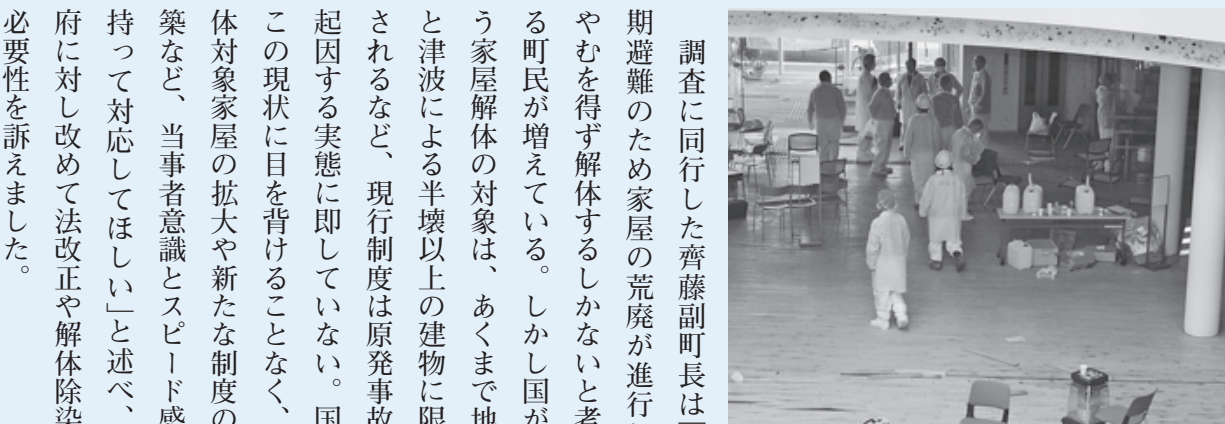 調査に同行した齊藤副町長は「
期避難のため家屋の荒廃が進行
やむを得ず解体するしかないと考
る町民が増えている。しかし国が
う家屋解体の対象は、あくまで地
と津波による半壊以上の建物に限
されるなど、現行制度は原発事故
起因する実態に即していない。国
この現状に目を背けることなく、
体対象家屋の拡大や新たな制度の
築など、当事者意識とスピード感
持って対応してほしい」と述べ、
府に対し改めて法改正や解体除染
必要性を訴えました。